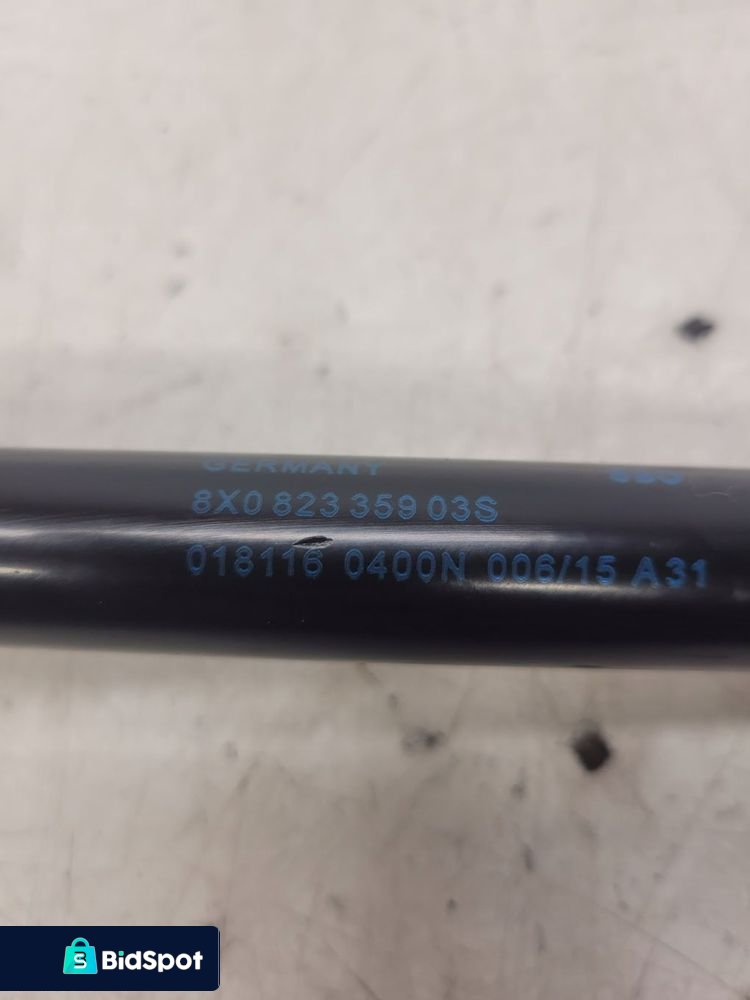 GERMANY
8X0 823 359 03S
018116 0400N 006/15 A31
BidSpot